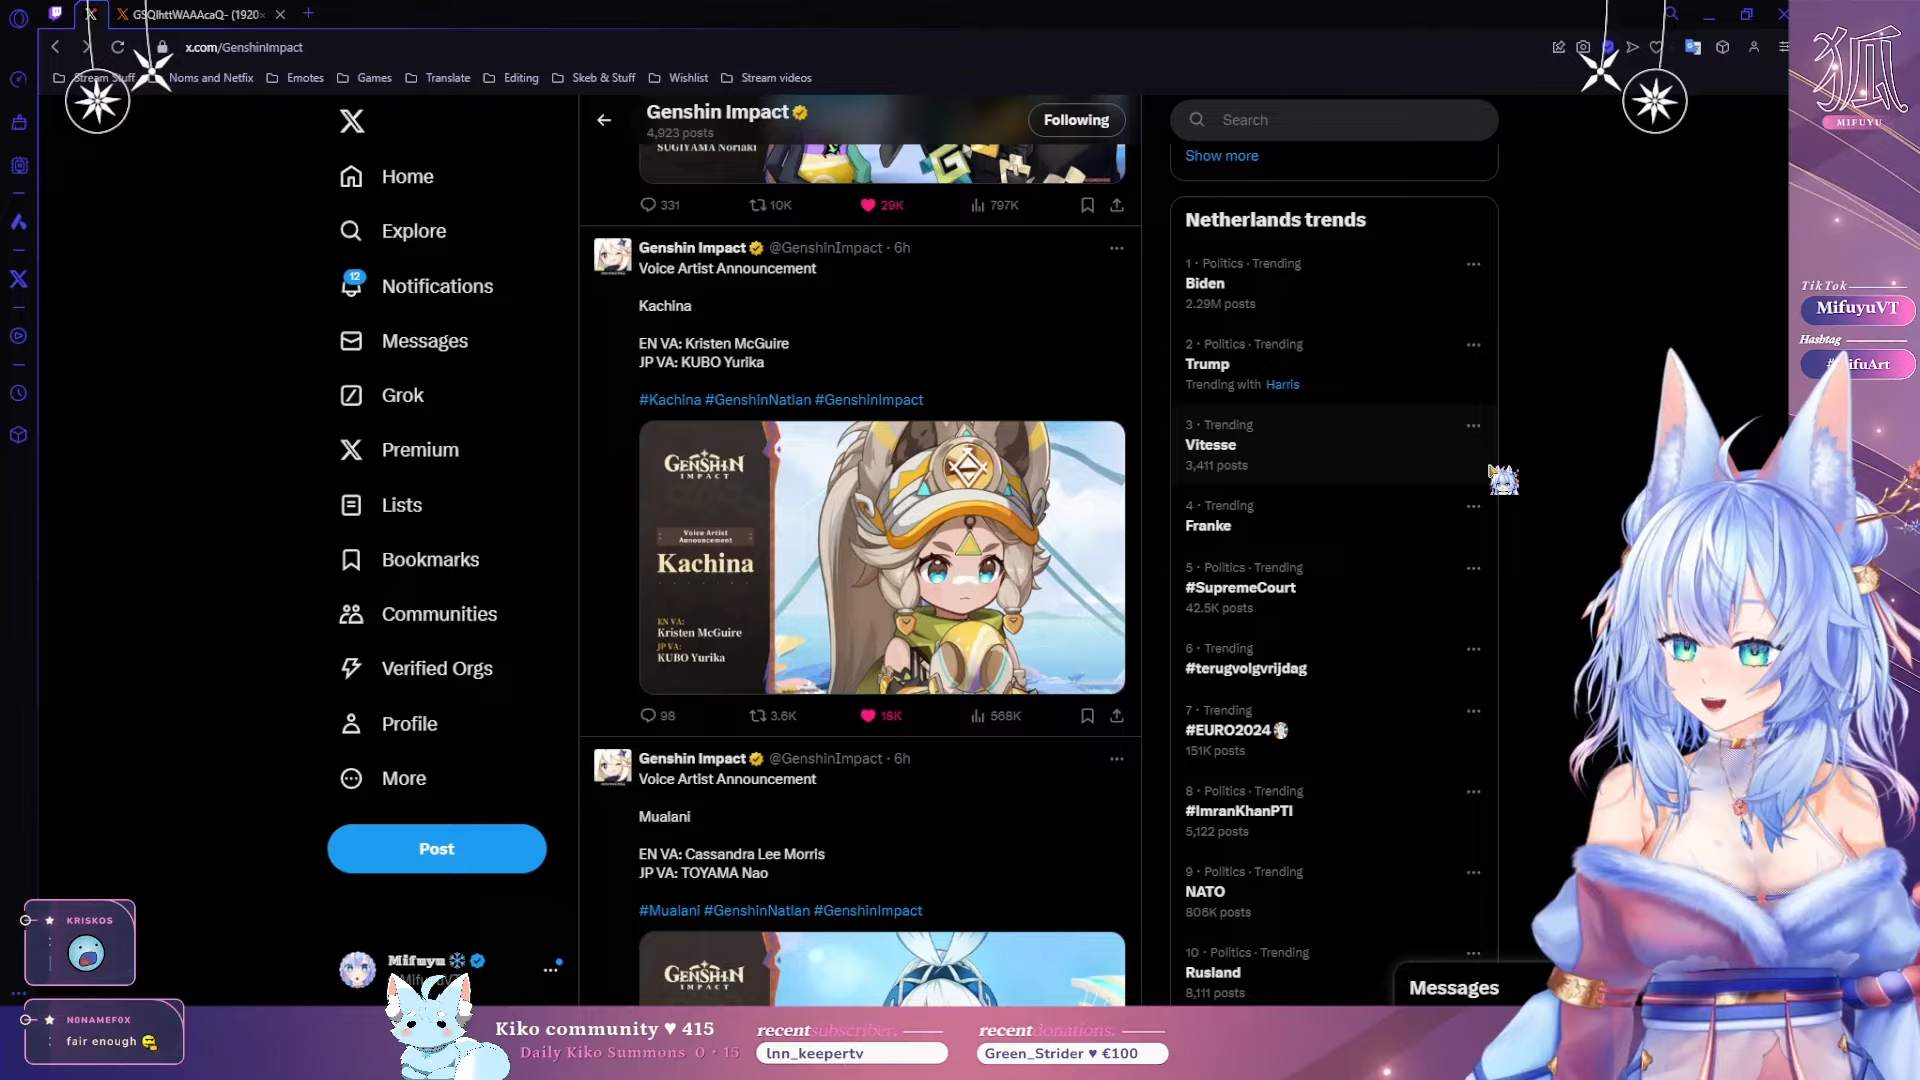 GSQlhttWAAAcaQ- (1920×
x.com/GenshinImpact
Stream Stuff
Noms and Netfix
Emotes
Games
Translate
Editing
Skeb & Stuff
Wishlist
Stream videos
狐
MIFUYU
TikTok
MifuyuVT
Hashtag
Home
Explore
12
Notifications
Messages
Grok
Premium
Lists
Bookmarks
Communities
Verified Orgs
Profile
More
Post
Mifuyu
Genshin Impact
4,923 posts
Following
SUGIYAMA Noriaki
331
10K
29K
797K
Genshin Impact @GenshinImpact · 6h
Voice Artist Announcement
Kachina
EN VA: Kristen McGuire
JP VA: KUBO Yurika
#Kachina #GenshinNatlan #GenshinImpact
GENSHIN
IMPACT
Voice Artist
Announcement
Kachina
EN VA:
Kristen McGuire
JP VA:
KUBO Yurika
98
3.6K
18K
568K
Genshin Impact @GenshinImpact · 6h
Voice Artist Announcement
Mualani
EN VA: Cassandra Lee Morris
JP VA: TOYAMA Nao
#Mualani #GenshinNatlan #GenshinImpact
GENSHIN
IMPACT
Search
Show more
Netherlands trends
1 · Politics · Trending
Biden
2.29M posts
2 · Politics · Trending
Trump
Trending with Harris
3 · Trending
Vitesse
3,411 posts
4 · Trending
Franke
5 · Politics · Trending
#SupremeCourt
42.5K posts
6 · Trending
#terugvolgvrijdag
7 · Trending
#EURO2024
151K posts
8 · Politics · Trending
#ImranKhanPTI
5,122 posts
9 · Politics · Trending
NATO
806K posts
10 · Politics · Trending
Rusland
8,111 posts
Messages
KRISKOS
N0NAMEF0X
: fair enough
Kiko community ♥ 415
Daily Kiko Summons 0 · 15
recentsubscriber.
lnn_keepertv
recentdonations.
Green_Strider ♥ €100